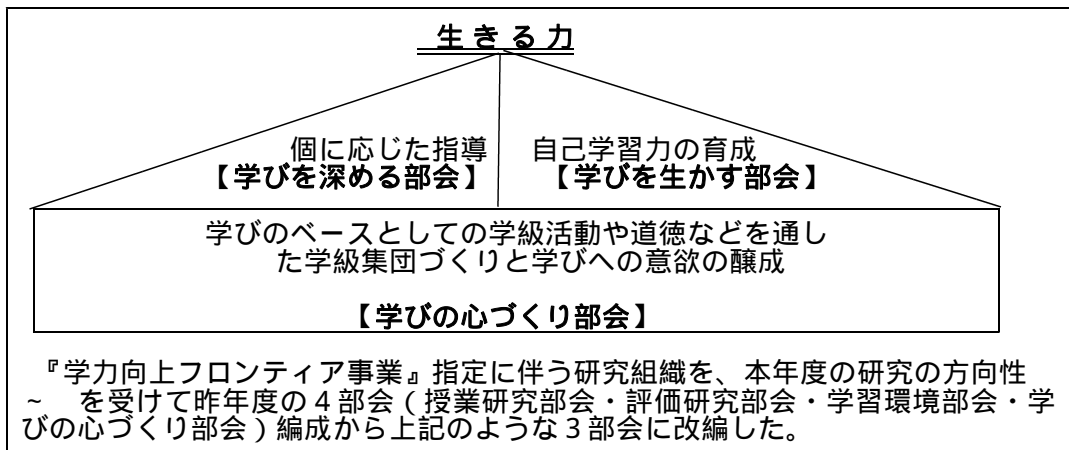 生きる力
個に応じた指導 自己学習力の育成
【学びを深める部会】 【学びを生かす部会】
学びのベースとしての学級活動や道徳などを通し
た学級集団づくりと学びへの意欲の醸成
【学びの心づくり部会】
『学力向上フロンティア事業』指定に伴う研究組織を、本年度の研究の方向性
~ を受けて昨年度の4部会(授業研究部会・評価研究部会・学習環境部会・学
びの心づくり部会)編成から上記のような3部会に改編した。